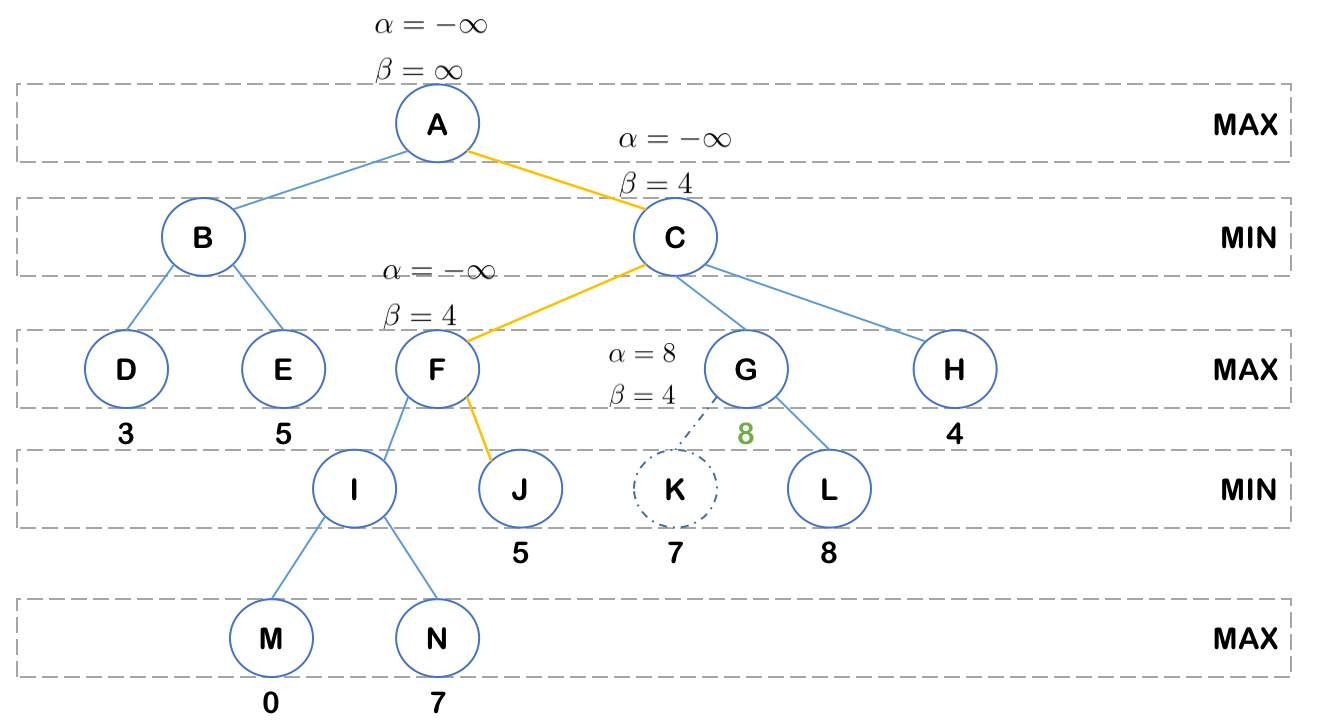 α = −∞
β = ∞
A
MAX
α = −∞
β = 4
B
C
MIN
α = −∞
β = 4
D
E
F
α = 8
β = 4
G
H
MAX
3
5
8
4
I
J
K
L
MIN
5
7
8
M
N
MAX
0
7